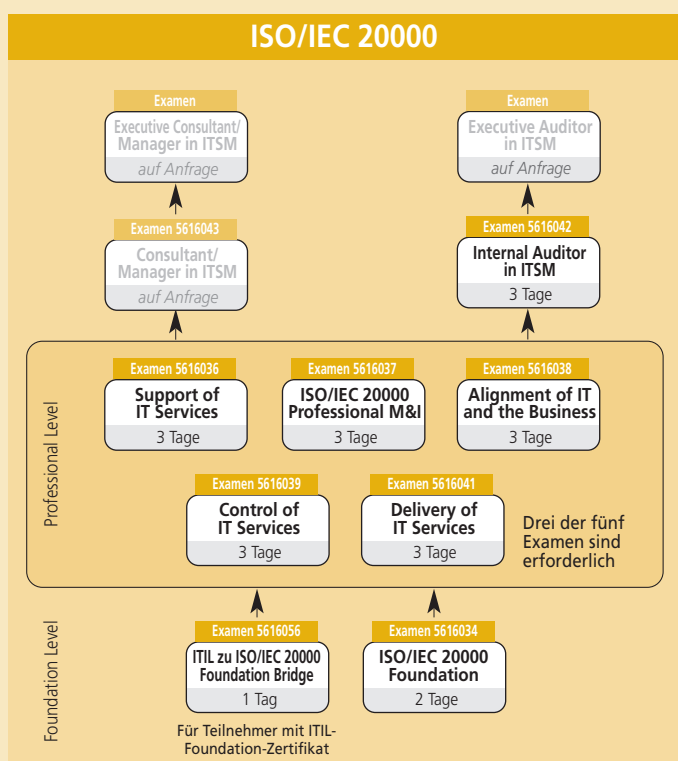 ISO/IEC 20000
Examen
Executive Consultant/
Manager in ITSM
auf Anfrage
Examen
Executive Auditor
in ITSM
auf Anfrage
Examen 5616043
Consultant/
Manager in ITSM
auf Anfrage
Examen 5616042
Internal Auditor
in ITSM
3 Tage
Professional Level
Examen 5616036
Support of
IT Services
3 Tage
Examen 5616037
ISO/IEC 20000
Professional M&I
3 Tage
Examen 5616038
Alignment of IT
and the Business
3 Tage
Examen 5616039
Control of
IT Services
3 Tage
Examen 5616041
Delivery of
IT Services
3 Tage
Drei der fünf
Examen sind
erforderlich
Foundation Level
Examen 5616056
ITIL zu ISO/IEC 20000
Foundation Bridge
1 Tag
Für Teilnehmer mit ITIL-
Foundation-Zertifikat
Examen 5616034
ISO/IEC 20000
Foundation
2 Tage